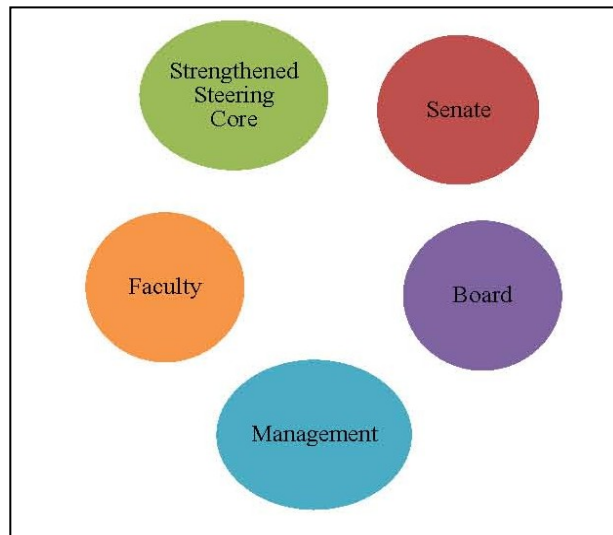 Strengthened
Steering
Core
Senate
Faculty
Board
Management